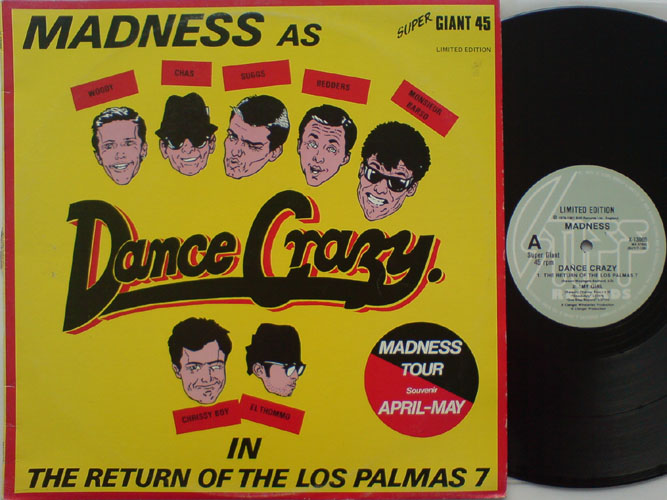 MADNESS AS
SUPER GIANT 45
LIMITED EDITION
WOODY
CHAS
SUGGS
BEDDERS
MONSIEUR
BARSO
Dance Crazy.
CHRISSY BOY
EL THOMMO
MADNESS
TOUR
Souvenir
APRIL-MAY
IN
THE RETURN OF THE LOS PALMAS 7
LIMITED EDITION
MADNESS
A
Super Giant
45 rpm
DANCE CRAZY
1. THE RETURN OF THE LOS PALMAS 7
2. MY GIRL
RECORDS